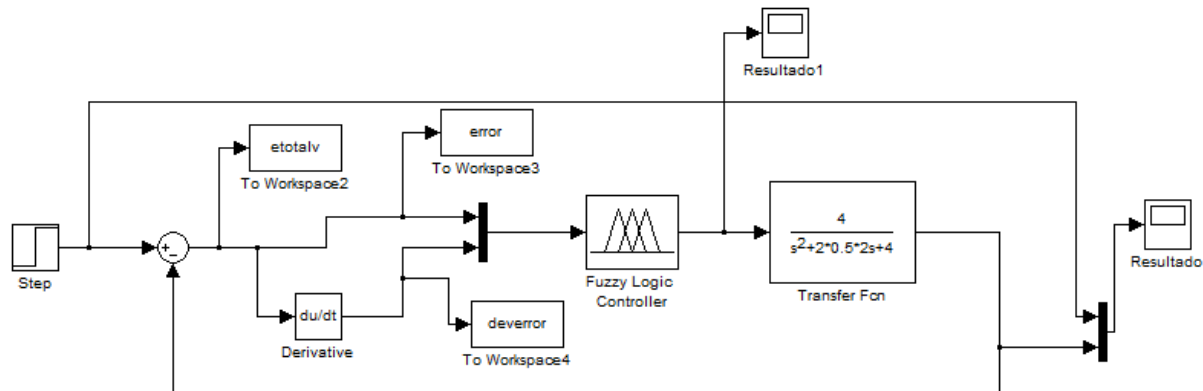 Resultado1
etotalv
To Workspace2
error
To Workspace3
Step
+
−
du/dt
Derivative
deverror
To Workspace4
Fuzzy Logic
Controller
4
s²+2*0.5*2s+4
Transfer Fcn
Resultado